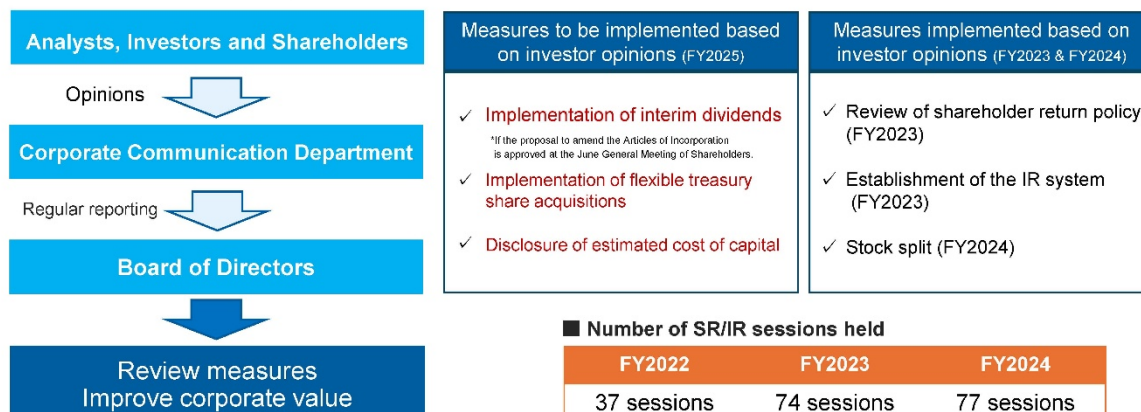 Analysts, Investors and Shareholders
Opinions
Corporate Communication Department
Regular reporting
Board of Directors
Review measures
Improve corporate value
Measures to be implemented based
on investor opinions (FY2025)
✓ Implementation of interim dividends
*If the proposal to amend the Articles of Incorporation
is approved at the June General Meeting of Shareholders.
✓ Implementation of flexible treasury
share acquisitions
✓ Disclosure of estimated cost of capital
Measures implemented based on
investor opinions (FY2023 & FY2024)
✓ Review of shareholder return policy
(FY2023)
✓ Establishment of the IR system
(FY2023)
✓ Stock split (FY2024)
■ Number of SR/IR sessions held
FY2022 FY2023 FY2024
37 sessions 74 sessions 77 sessions